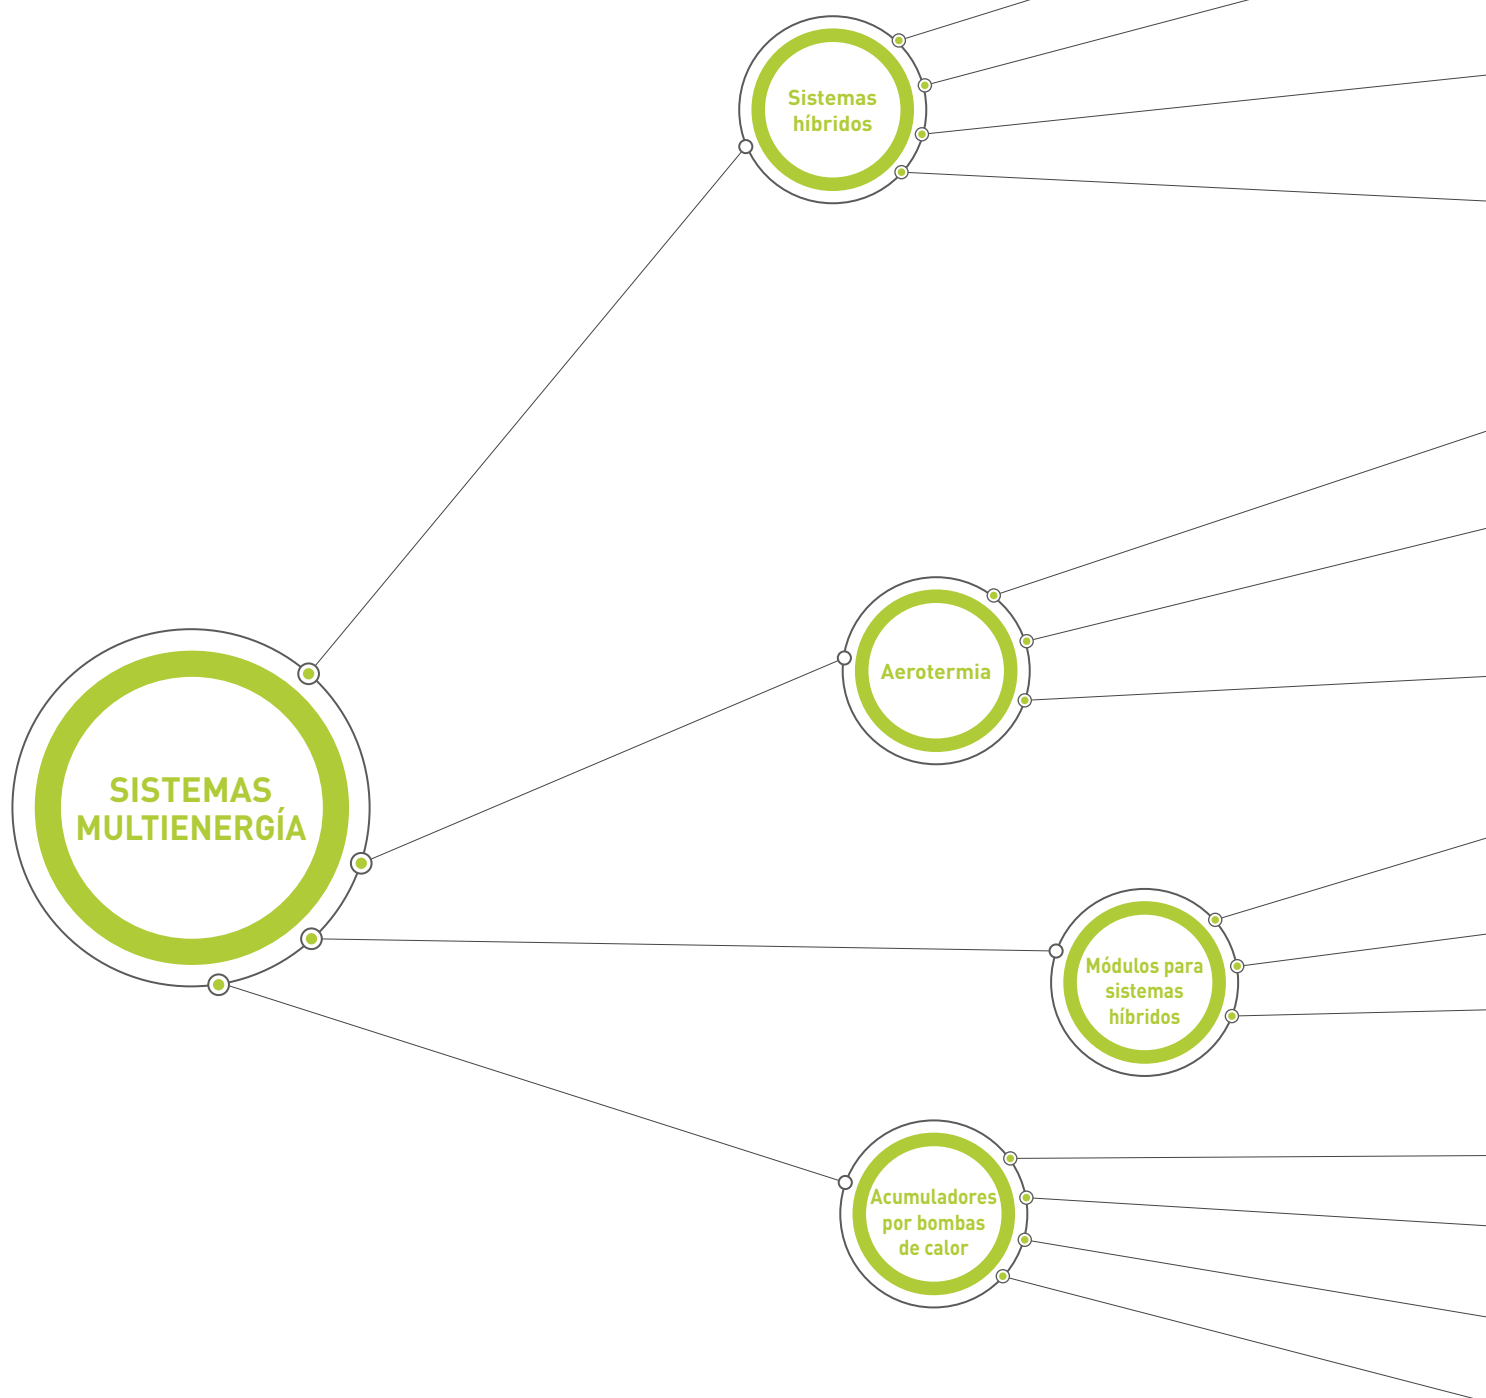 Sistemas
híbridos
Aerotermia
SISTEMAS
MULTIENERGÍA
Módulos para
sistemas
híbridos
Acumuladores
por bombas
de calor